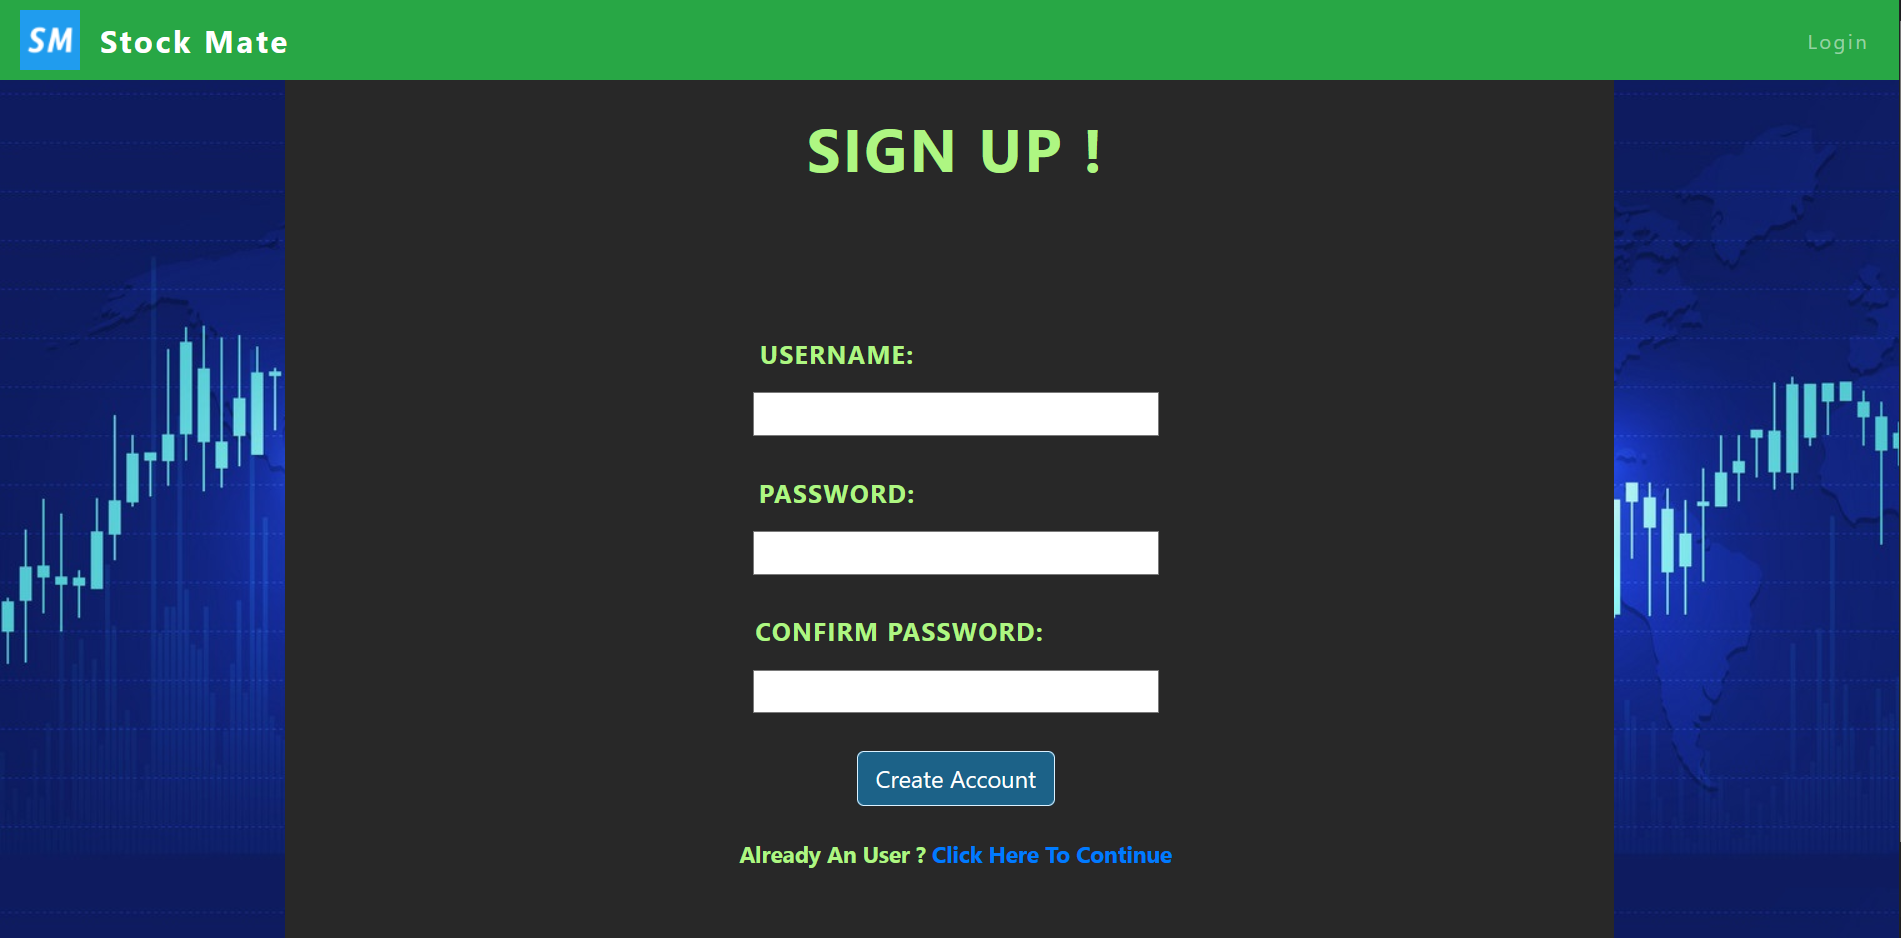 SM
Stock Mate
Login
SIGN UP !
USERNAME:
PASSWORD:
CONFIRM PASSWORD:
Create Account
Already An User ? Click Here To Continue